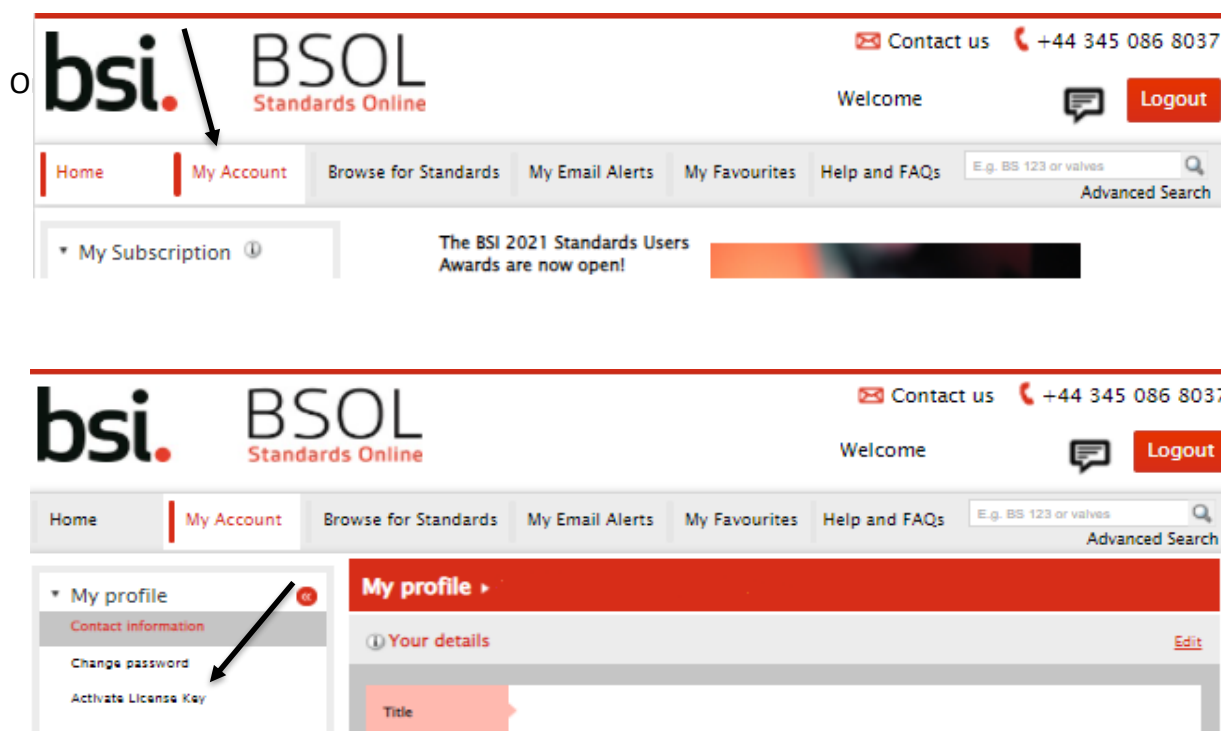 Contact us +44 345 086 8037
o bsi. BSOL
Standards Online
Welcome Logout
Home My Account Browse for Standards My Email Alerts My Favourites Help and FAQs E.g. BS 123 or valves
Advanced Search
My Subscription
The BSI 2021 Standards Users
Awards are now open!
Contact us +44 345 086 8037
bsi. BSOL
Standards Online
Welcome Logout
Home My Account Browse for Standards My Email Alerts My Favourites Help and FAQs E.g. BS 123 or valves
Advanced Search
My profile
Contact information
Change password
Activate License Key
My profile
Your details Edit
Title